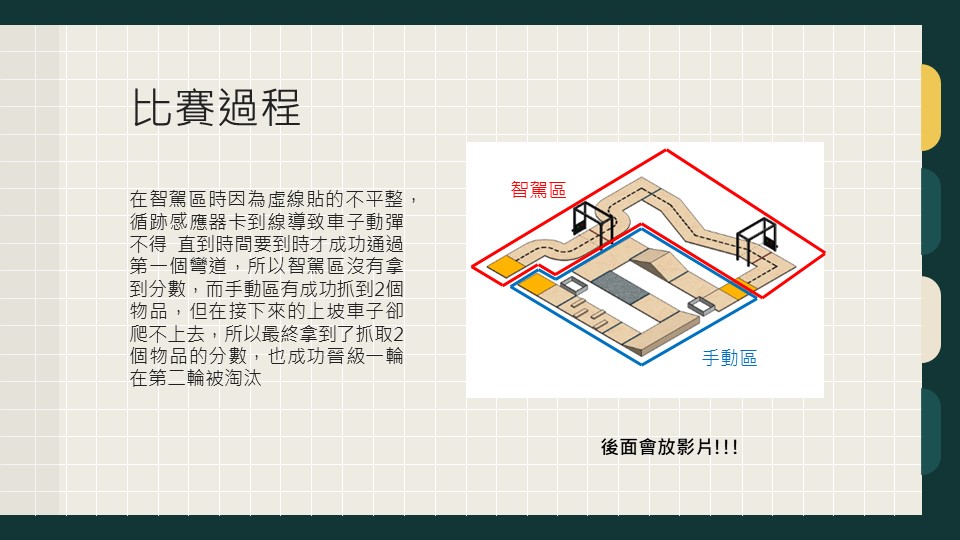 比賽過程
在智駕區時因為虛線貼的不平整，
循跡感應器卡到線導致車子動彈
不得 直到時間要到時才成功通過
第一個彎道，所以智駕區沒有拿
到分數，而手動區有成功抓到2個
物品，但在接下來的上坡車子卻
爬不上去，所以最終拿到了抓取2
個物品的分數，也成功晉級一輪
在第二輪被淘汰
智駕區
手動區
後面會放影片!!!